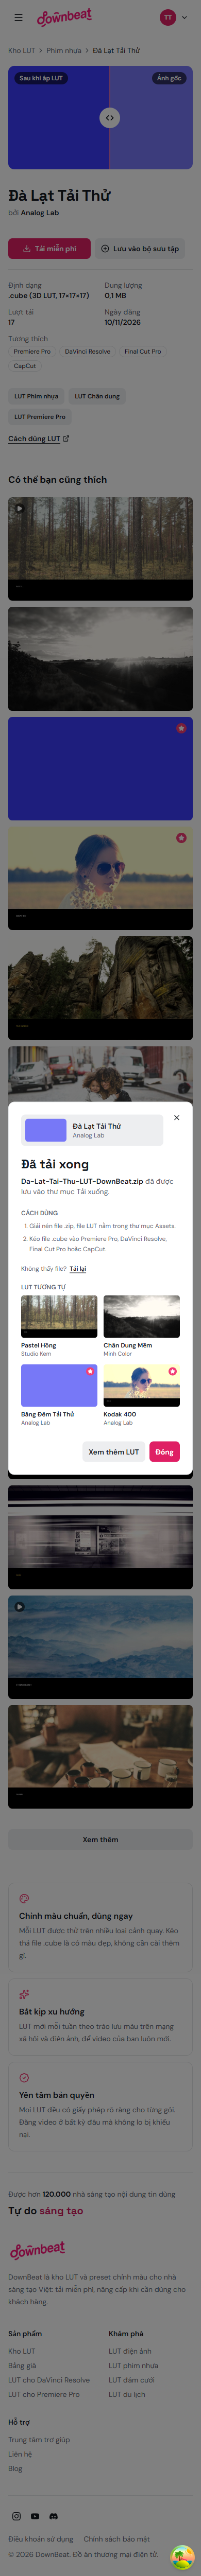 downbeat
TT
Kho LUT > Phim nhựa > Đà Lạt Tải Thử
Sau khi áp LUT
Ảnh gốc
Đà Lạt Tải Thử
bởi Analog Lab
Tải miễn phí
Lưu vào bộ sưu tập
Định dạng
.cube (3D LUT, 17×17×17)
Dung lượng
0,1 MB
Lượt tải
17
Ngày đăng
10/11/2026
Tương thích
Premiere Pro
DaVinci Resolve
Final Cut Pro
CapCut
LUT Phim nhựa
LUT Chân dung
LUT Premiere Pro
Cách dùng LUT
Có thể bạn cũng thích
Đà Lạt Tải Thử
Analog Lab
Đã tải xong
Da-Lat-Tai-Thu-LUT-DownBeat.zip đã được
lưu vào thư mục Tải xuống.
CÁCH DÙNG
1. Giải nén file .zip, file LUT nằm trong thư mục Assets.
2. Kéo file .cube vào Premiere Pro, DaVinci Resolve,
Final Cut Pro hoặc CapCut.
Không thấy file? Tải lại
LUT TƯƠNG TỰ
Pastel Hồng
Studio Kem
Chân Dung Mềm
Minh Color
Băng Đêm Tải Thử
Analog Lab
Kodak 400
Analog Lab
Xem thêm LUT
Đóng
Xem thêm
Chỉnh màu chuẩn, dùng ngay
Mỗi LUT được thử trên nhiều loại cảnh quay. Kéo
thả file .cube là có màu đẹp, không cần cài thêm
gì.
Bắt kịp xu hướng
LUT mới mỗi tuần theo trào lưu màu trên mạng
xã hội và điện ảnh, để video của bạn luôn mới.
Yên tâm bản quyền
Mọi LUT đều có giấy phép rõ ràng cho từng gói.
Đăng video ở bất kỳ đâu mà không lo bị khiếu
nại.
Được hơn 120.000 nhà sáng tạo nội dung tin dùng
Tự do sáng tạo
downbeat
DownBeat là kho LUT và preset chỉnh màu cho nhà
sáng tạo Việt: tải miễn phí, nâng cấp khi cần dùng cho
khách hàng.
Sản phẩm
Kho LUT
Bảng giá
LUT cho DaVinci Resolve
LUT cho Premiere Pro
Khám phá
LUT điện ảnh
LUT phim nhựa
LUT đám cưới
LUT du lịch
Hỗ trợ
Trung tâm trợ giúp
Liên hệ
Blog
Điều khoản sử dụng
Chính sách bảo mật
© 2026 DownBeat. Đồ án thương mại điện tử.